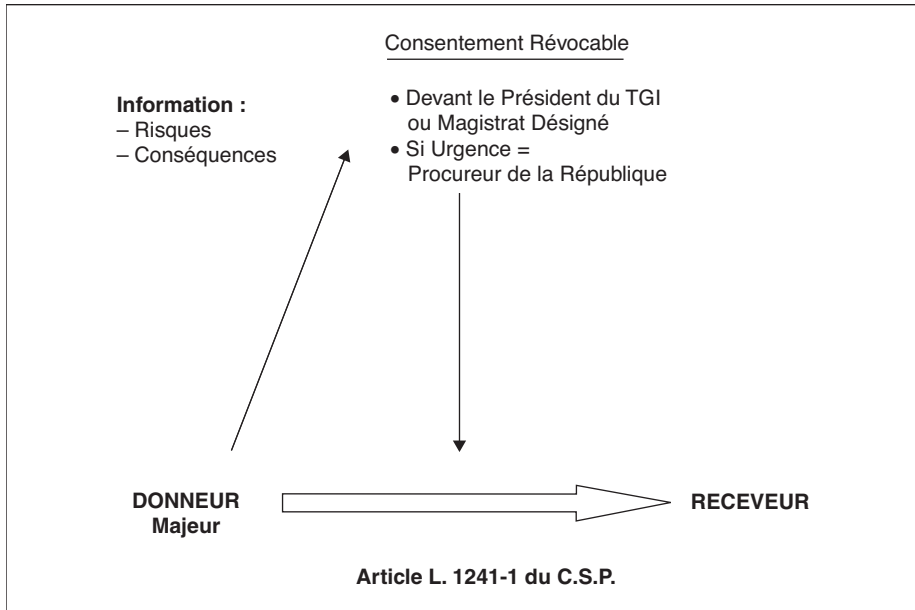 Consentement Révocable
Information :
– Risques
– Conséquences
• Devant le Président du TGI
ou Magistrat Désigné
• Si Urgence =
Procureur de la République
DONNEUR
Majeur
RECEVEUR
Article L. 1241-1 du C.S.P.